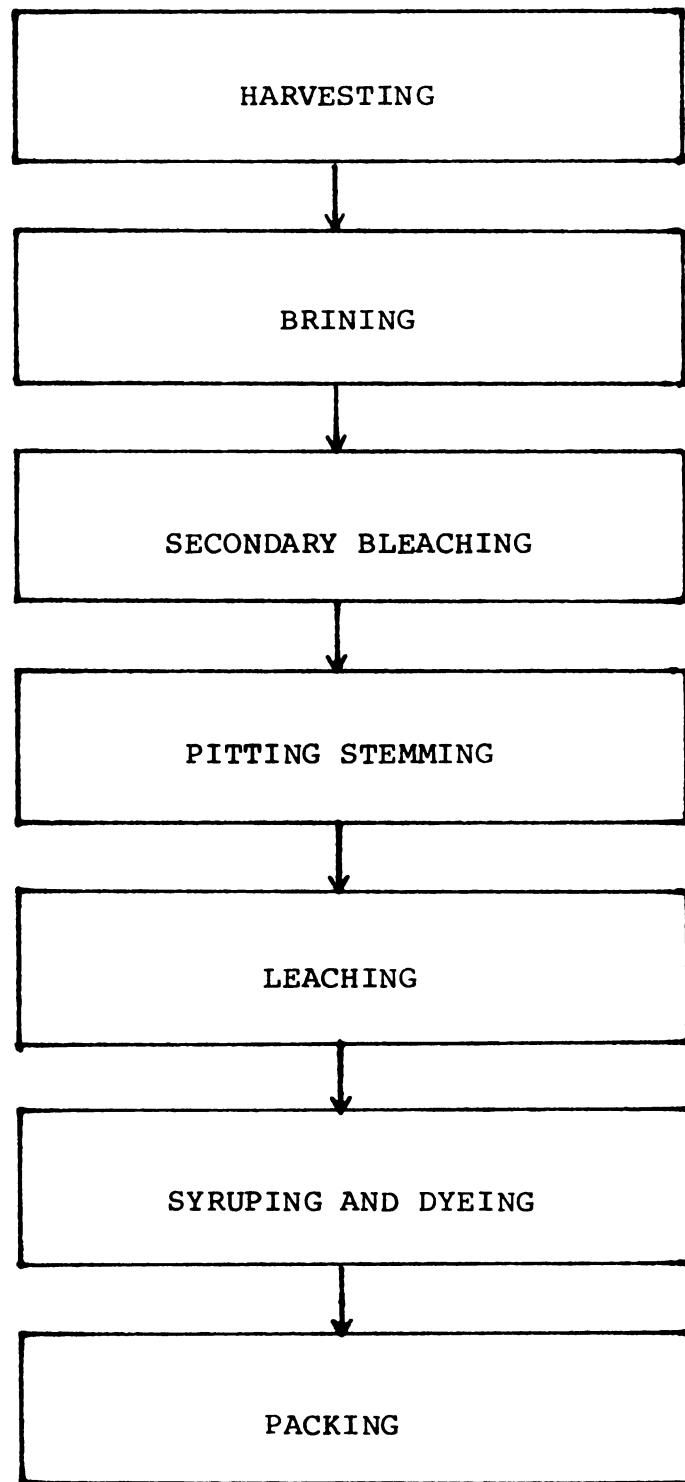 HARVESTING
BRINING
SECONDARY BLEACHING
PITTING STEMMING
LEACHING
SYRUPING AND DYEING
PACKING